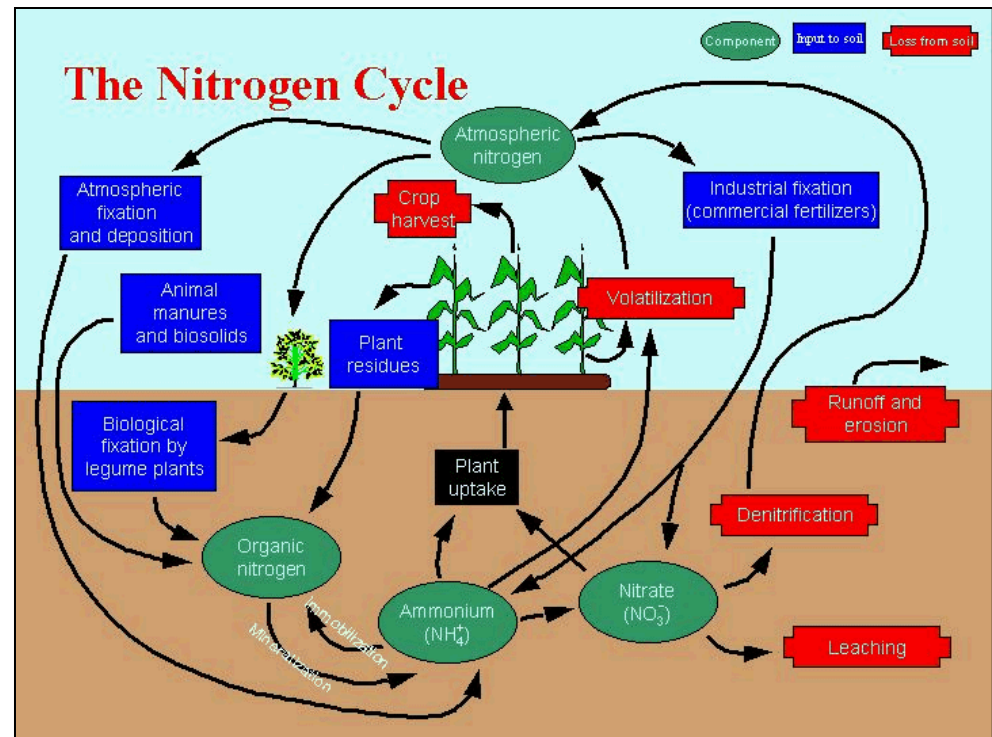 Component
Input to soil
Loss from soil
The Nitrogen Cycle
Atmospheric
nitrogen
Atmospheric
fixation
and deposition
Crop
harvest
Industrial fixation
(commercial fertilizers)
Animal
manures
and biosolids
Volatilization
Plant
residues
Runoff and
erosion
Biological
fixation by
legume plants
Plant
uptake
Denitrification
Organic
nitrogen
Ammonium
(NH₄⁺)
Nitrate
(NO₃⁻)
Immobilization
Mineralization
Leaching